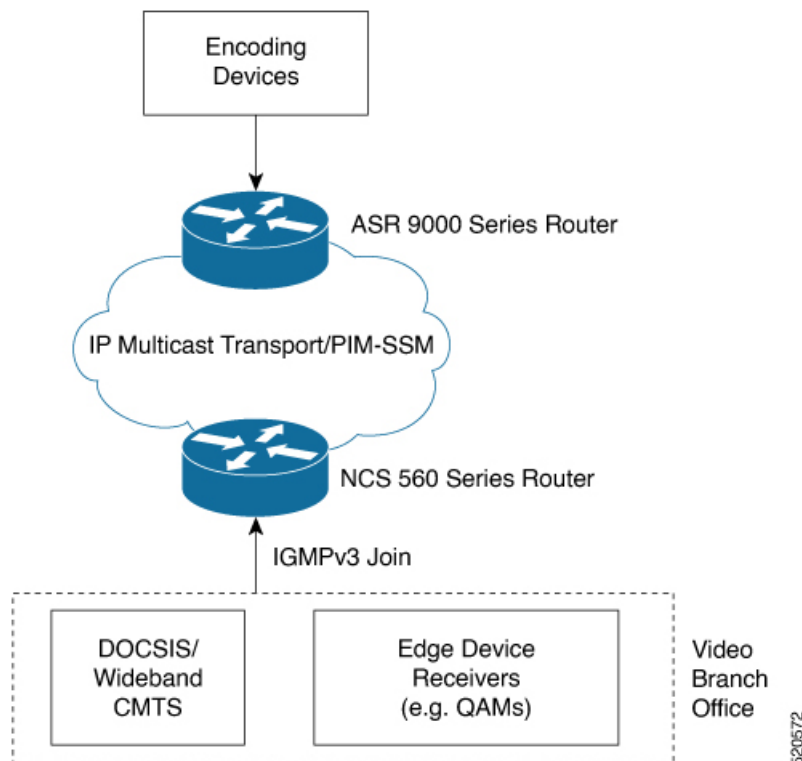 Encoding
Devices
ASR 9000 Series Router
IP Multicast Transport/PIM-SSM
NCS 560 Series Router
IGMPv3 Join
DOCSIS/
Wideband
CMTS
Edge Device
Receivers
(e.g. QAMs)
Video
Branch
Office
520572